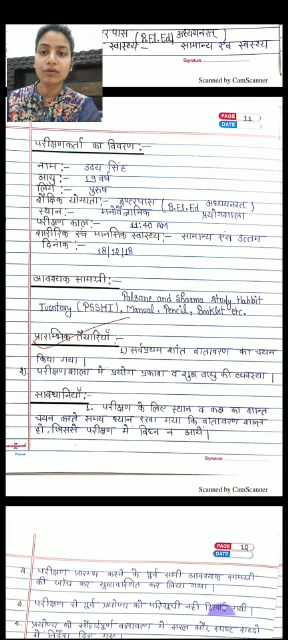 र पास (B.El.Ed अध्ययनरत)
स्वास्थ्य :- सामान्य एंव स्वस्थ
Signature
Scanned by CamScanner
PAGE 11
DATE
परीक्षणकर्ता का विवरण :-
नाम :- उदय सिंह
आयु :- 19 वर्ष
लिंग :- पुरुष
शैक्षिक योग्यता :- इण्टरपास (B.El.Ed अध्ययनरत)
स्थान :- मनोवैज्ञानिक प्रयोगशाला
परीक्षण काल :- 11:40 AM
शारीरिक एंव मानसिक स्वास्थ्य :- सामान्य एंव उत्तम
दिनांक :- 18/12/18
आवश्यक सामग्री :-
Palsane and Sharma Study Habbit
Iventory (PSSHI), Manual, Pencil, Booklet etc.
प्रारम्भिक तैयारियाँ :-
1) सर्वप्रथम शांत वातावरण का चयन
किया गया।
2) परीक्षणशाला में प्रयोग प्रकाश व शुद्ध वायु की व्यवस्था।
सावधानियाँ :-
1. परीक्षण के लिए स्थान व कक्ष का शान्त
चयन करते समय ध्यान रखा गया कि वातावरण शान्त
हो, जिससे परीक्षण में विघ्न न आये।
Signature
Scanned by CamScanner
PAGE 12
DATE
2. परीक्षण प्रारम्भ करने के पूर्व सभी आवश्यक सामग्री
की जाँच कर सुव्यवस्थित कर लिया गया।
3. परीक्षण से पूर्व प्रयोज्य को परिसूची नहीं दिखाई गयी
4. प्रयोज्य को सौहार्दपूर्ण वातावरण में सरल और स्पष्ट शब्दों
में निर्देश दिए गए।